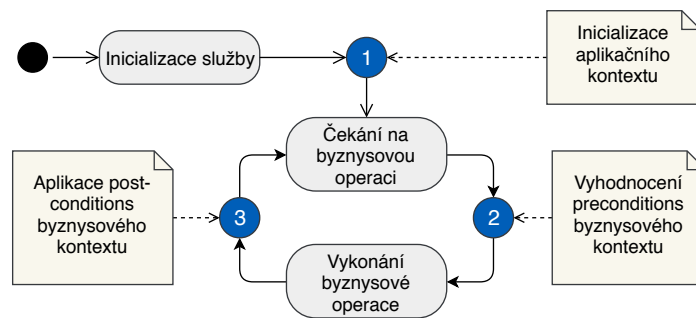 Inicializace služby
1
Inicializace
aplikačního
kontextu
Čekání na
byznysovou
operaci
Aplikace post-
conditions
byznysového
kontextu
3
2
Vyhodnocení
preconditions
byznysového
kontextu
Vykonání
byznysové
operace